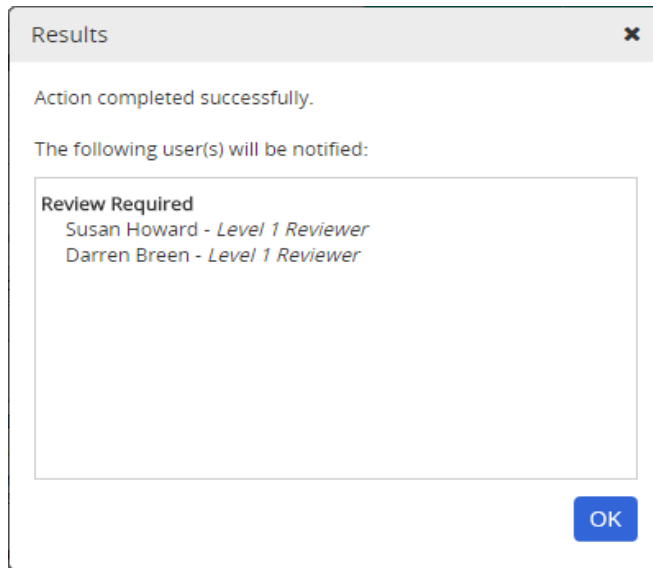 Results
Action completed successfully.
The following user(s) will be notified:
Review Required
Susan Howard - Level 1 Reviewer
Darren Breen - Level 1 Reviewer
OK